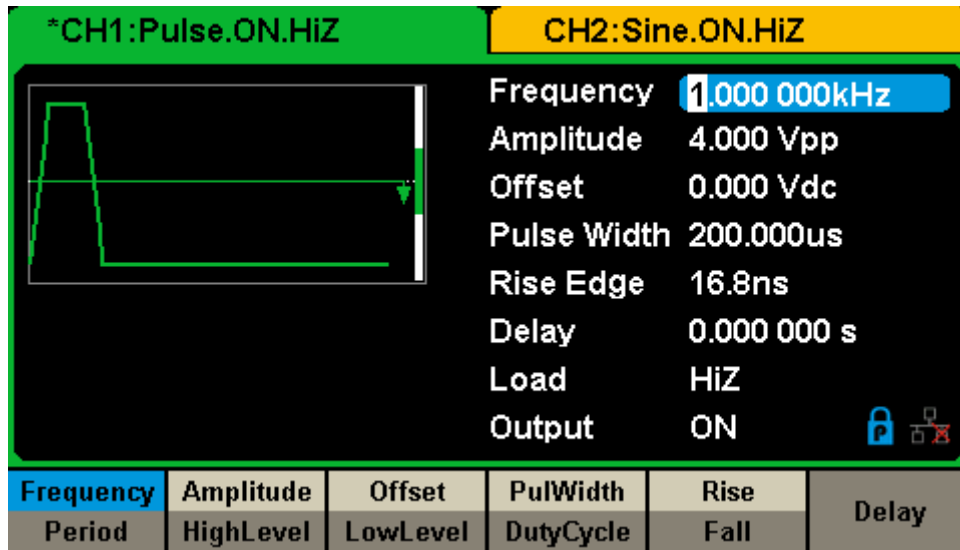 *CH1:Pulse.ON.HiZ CH2:Sine.ON.HiZ
Frequency 1.000 000kHz
Amplitude 4.000 Vpp
Offset 0.000 Vdc
Pulse Width 200.000us
Rise Edge 16.8ns
Delay 0.000 000 s
Load HiZ
Output ON
P
Frequency Amplitude Offset PulWidth Rise Delay
Period HighLevel LowLevel DutyCycle Fall